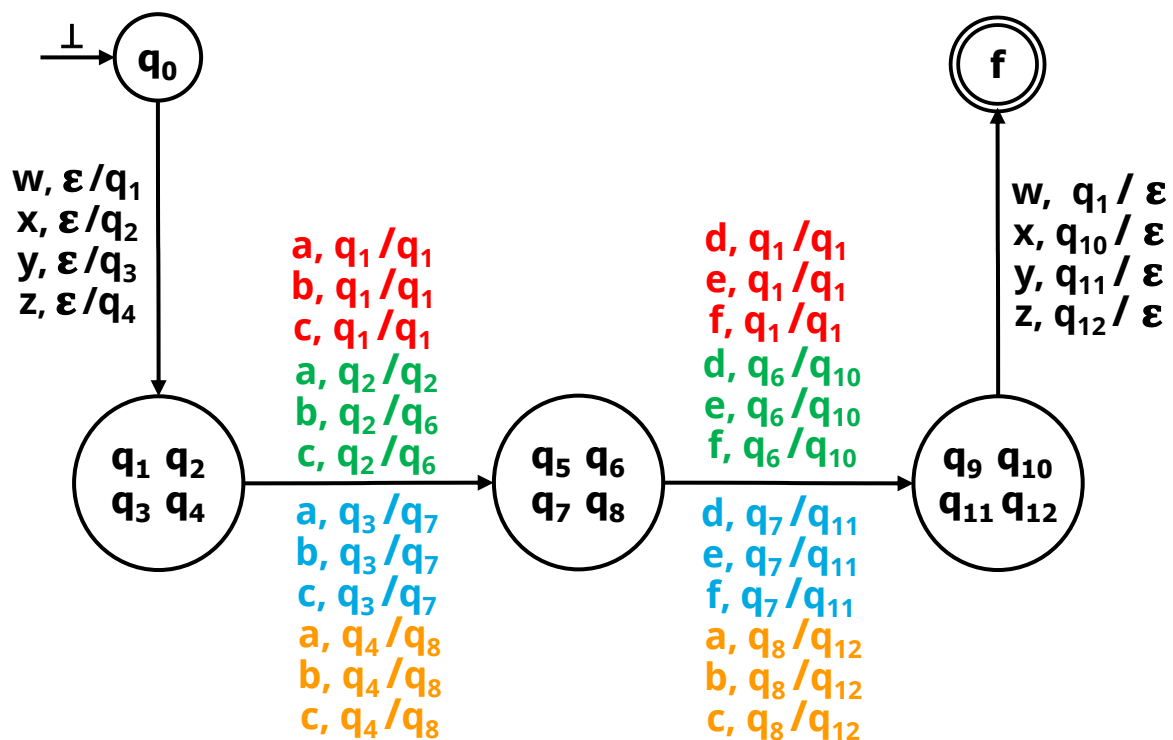 ⊥
q₀
f
w, ε/q₁
x, ε/q₂
y, ε/q₃
z, ε/q₄
a, q₁/q₁
b, q₁/q₁
c, q₁/q₁
a, q₂/q₂
b, q₂/q₆
c, q₂/q₆
a, q₃/q₇
b, q₃/q₇
c, q₃/q₇
a, q₄/q₈
b, q₄/q₈
c, q₄/q₈
d, q₁/q₁
e, q₁/q₁
f, q₁/q₁
d, q₆/q₁₀
e, q₆/q₁₀
f, q₆/q₁₀
d, q₇/q₁₁
e, q₇/q₁₁
f, q₇/q₁₁
a, q₈/q₁₂
b, q₈/q₁₂
c, q₈/q₁₂
w, q₁/ ε
x, q₁₀/ ε
y, q₁₁/ ε
z, q₁₂/ ε
q₁ q₂
q₃ q₄
q₅ q₆
q₇ q₈
q₉ q₁₀
q₁₁ q₁₂